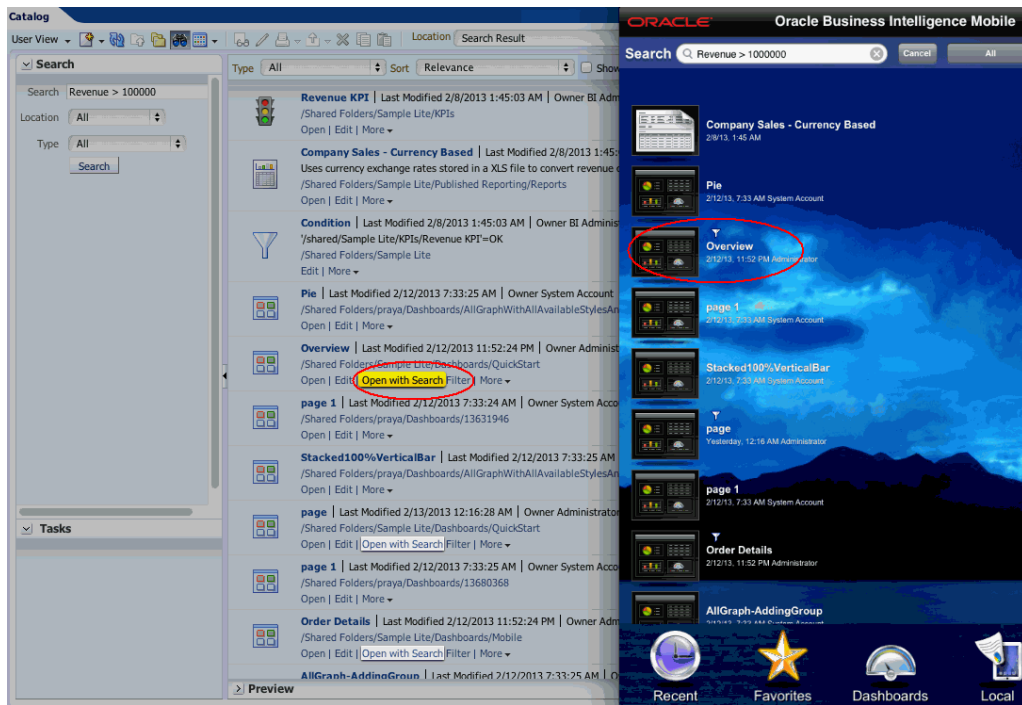 Catalog
User View
Location Search Result
Search
Search Revenue > 100000
Location All
Type All
Search
Tasks
Type All Sort Relevance Show
Revenue KPI | Last Modified 2/8/2013 1:45:03 AM | Owner BI Adm
/Shared Folders/Sample Lite/KPIs
Open | Edit | More
Company Sales - Currency Based | Last Modified 2/8/2013 1:45:
Uses currency exchange rates stored in a XLS file to convert revenue
/Shared Folders/Sample Lite/Published Reporting/Reports
Open | Edit | More
Condition | Last Modified 2/8/2013 1:45:03 AM | Owner BI Adminis
'/shared/Sample Lite/KPIs/Revenue KPI'=OK
/Shared Folders/Sample Lite
Edit | More
Pie | Last Modified 2/12/2013 7:33:25 AM | Owner System Account
/Shared Folders/praya/Dashboards/AllGraphWithAllAvailableStylesAn
Open | Edit | More
Overview | Last Modified 2/12/2013 11:52:24 PM | Owner Administ
/Shared Folders/Sample Lite/Dashboards/QuickStart
Open | Edit | Open with Search Filter | More
page 1 | Last Modified 2/12/2013 7:33:24 AM | Owner System Acco
/Shared Folders/praya/Dashboards/13631946
Open | Edit | More
Stacked100%VerticalBar | Last Modified 2/12/2013 7:33:25 AM
/Shared Folders/praya/Dashboards/AllGraphWithAllAvailableStylesAn
Open | Edit | More
page | Last Modified 2/13/2013 12:16:28 AM | Owner Administrator
/Shared Folders/Sample Lite/Dashboards/QuickStart
Open | Edit | Open with Search Filter | More
page 1 | Last Modified 2/12/2013 7:33:25 AM | Owner System Acco
/Shared Folders/praya/Dashboards/13680368
Open | Edit | More
Order Details | Last Modified 2/12/2013 11:52:24 PM | Owner Adm
/Shared Folders/Sample Lite/Dashboards/Mobile
Open | Edit | Open with Search Filter | More
AllGraph-AddingGroup | Last Modified 2/12/2013 7:33:25 AM | O
Preview
ORACLE Oracle Business Intelligence Mobile
Search Revenue > 1000000 Cancel All
Company Sales - Currency Based
2/8/13, 1:45 AM
Pie
2/12/13, 7:33 AM System Account
Overview
2/12/13, 11:52 PM Administrator
page 1
2/12/13, 7:33 AM System Account
Stacked100%VerticalBar
2/12/13, 7:33 AM System Account
page
Yesterday, 12:16 AM Administrator
page 1
2/12/13, 7:33 AM System Account
Order Details
2/12/13, 11:52 PM Administrator
AllGraph-AddingGroup
2/12/13, 7:33 AM System Account
Recent Favorites Dashboards Local